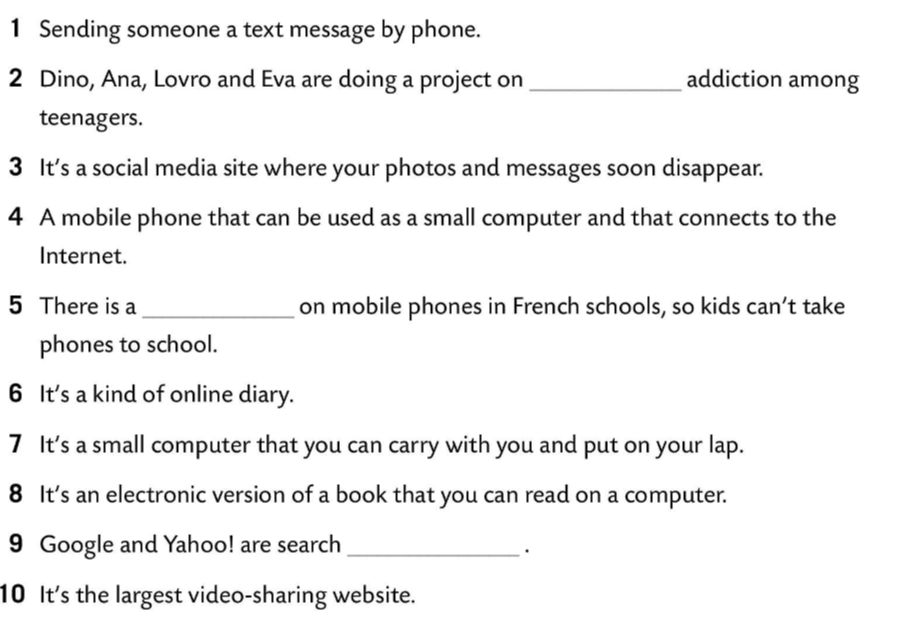 1 Sending someone a text message by phone.
2 Dino, Ana, Lovro and Eva are doing a project on ____________ addiction among
teenagers.
3 It's a social media site where your photos and messages soon disappear.
4 A mobile phone that can be used as a small computer and that connects to the
Internet.
5 There is a ____________ on mobile phones in French schools, so kids can't take
phones to school.
6 It's a kind of online diary.
7 It's a small computer that you can carry with you and put on your lap.
8 It's an electronic version of a book that you can read on a computer.
9 Google and Yahoo! are search ______________ .
10 It's the largest video-sharing website.